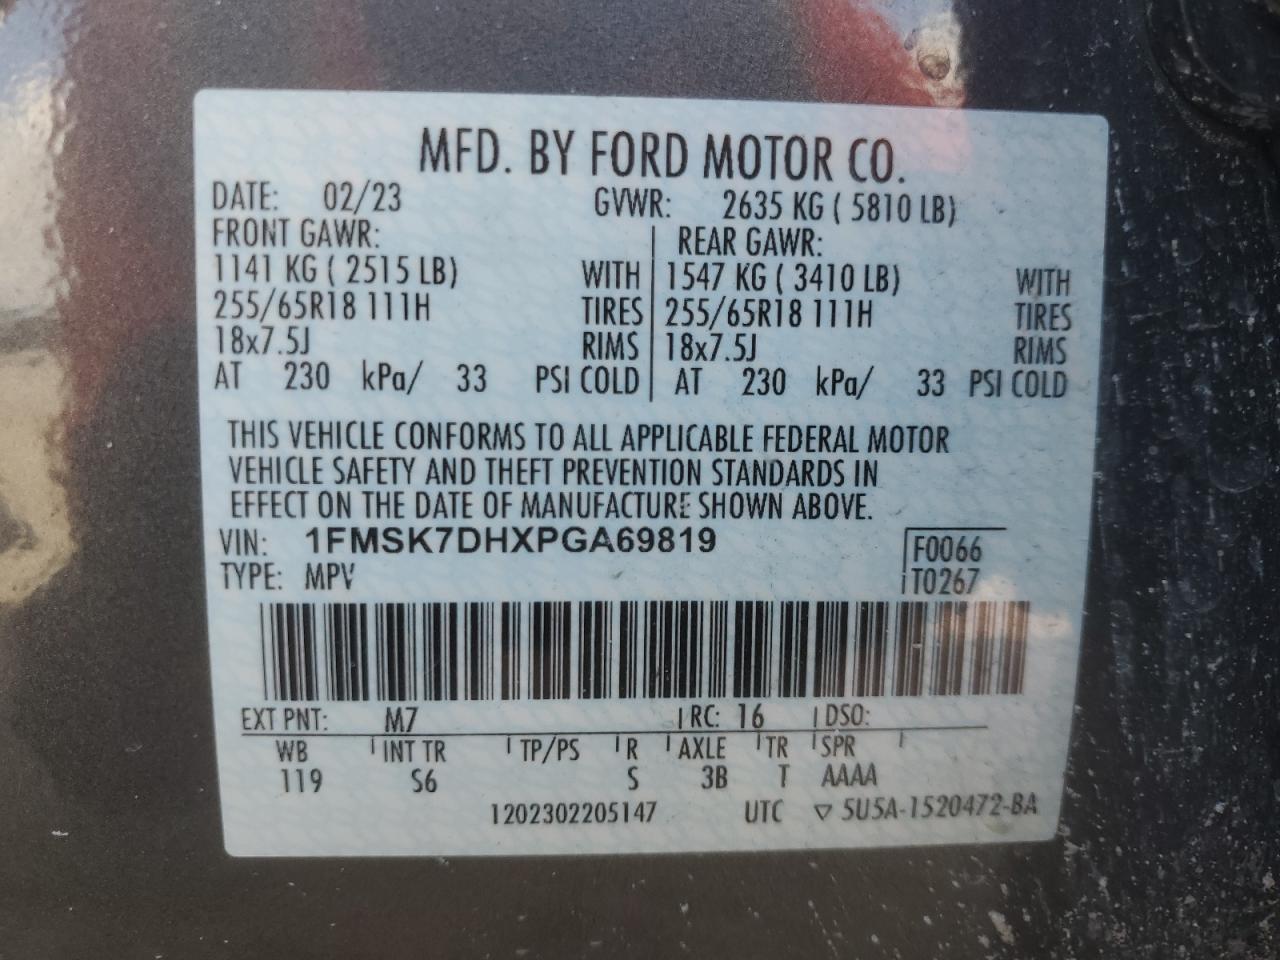 MFD. BY FORD MOTOR CO.
DATE: 02/23 GVWR: 2635 KG ( 5810 LB)
FRONT GAWR: REAR GAWR:
1141 KG ( 2515 LB) WITH 1547 KG ( 3410 LB) WITH
255/65R18 111H TIRES 255/65R18 111H TIRES
18x7.5J RIMS 18x7.5J RIMS
AT 230 kPa/ 33 PSI COLD AT 230 kPa/ 33 PSI COLD
THIS VEHICLE CONFORMS TO ALL APPLICABLE FEDERAL MOTOR
VEHICLE SAFETY AND THEFT PREVENTION STANDARDS IN
EFFECT ON THE DATE OF MANUFACTURE SHOWN ABOVE.
VIN: 1FMSK7DHXPGA69819 F0066
TYPE: MPV T0267
EXT PNT: M7 RC: 16 DSO:
WB INT TR TP/PS R AXLE TR SPR
119 S6 S 3B T AAAA
1202302205147 UTC ▽ 5U5A-1520472-BA